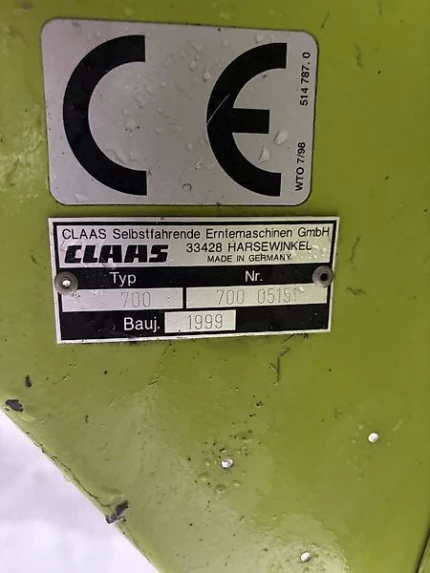 CE
WTO 7/98 514 787.0
CLAAS Selbstfahrende Erntemaschinen GmbH
CLAAS 33428 HARSEWINKEL
MADE IN GERMANY
Typ Nr.
700 700 05151
Bauj. 1999